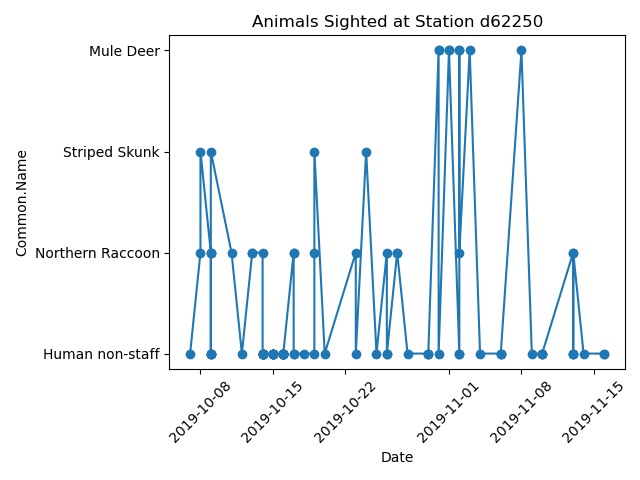 Animals Sighted at Station d62250
Common.Name
Mule Deer
Striped Skunk
Northern Raccoon
Human non-staff
2019-10-08
2019-10-15
2019-10-22
2019-11-01
2019-11-08
2019-11-15
Date